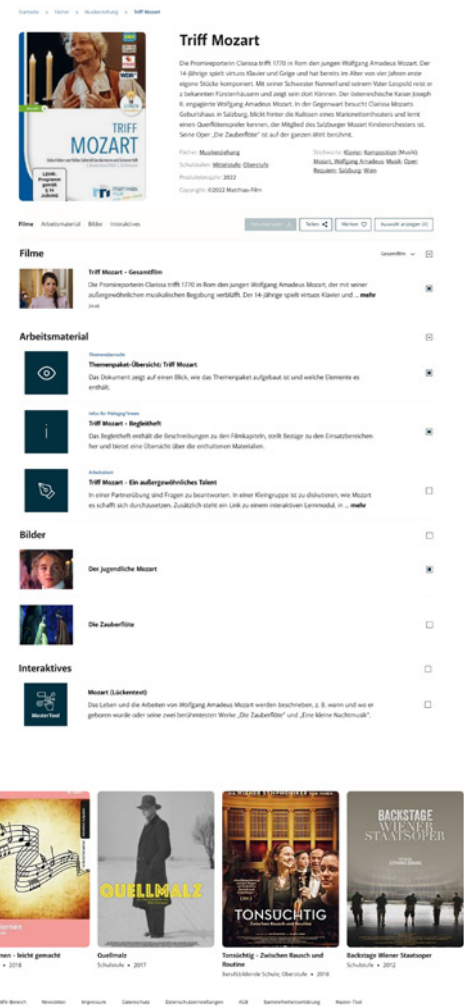 Startseite > Fächer > Musikerziehung > Triff Mozart
Triff Mozart
Die Promireporterin Clarissa trifft 1770 in Rom den jungen Wolfgang Amadeus Mozart. Der
14-jährige spielt virtuos Klavier und Geige und hat bereits im Alter von vier Jahren erste
eigene Stücke komponiert. Mit seiner Schwester Nannerl und seinem Vater Leopold reist er
z bekannten Fürstenhäusern und zeigt sein dort Können. Der österreichische Kaiser Joseph
II. engagierte Wolfgang Amadeus Mozart. In der Gegenwart besucht Clarissa Mozarts
Geburtshaus in Salzburg, blickt hinter die Kulissen eines Marionettentheaters und lernt
einen Querflötenspieler kennen, der Mitglied des Salzburger Mozart Kinderorchesters ist.
Seine Oper „Die Zauberflöte" ist auf der ganzen Welt berühmt.
Fächer: Musikerziehung
Schulstufen: Mittelstufe; Oberstufe
Produktionsjahr: 2022
Copyright: ©2022 Matthias-Film
Stichworte: Klavier; Komposition (Musik);
Mozart, Wolfgang Amadeus; Musik; Oper;
Requiem; Salzburg; Wien
WDR
TRIFF
MOZART
LEHR-
Programm
gemäß
§ 14
JuSchG
Filme Arbeitsmaterial Bilder Interaktives
Teilen
Merken
Auswahl anzeigen (4)
Filme
Gesamtfilm
Triff Mozart – Gesamtfilm
Die Promireporterin Clarissa trifft 1770 in Rom den jungen Wolfgang Amadeus Mozart, der mit seiner
außergewöhnlichen musikalischen Begabung verblüfft. Der 14-jährige spielt virtuos Klavier und ... mehr
Arbeitsmaterial
Themenübersicht
Themenpaket-Übersicht: Triff Mozart
Das Dokument zeigt auf einen Blick, wie das Themenpaket aufgebaut ist und welche Elemente es
enthält.
Infos für Pädagog*innen
Triff Mozart – Begleitheft
Das Begleitheft enthält die Beschreibungen zu den Filmkapiteln, stellt Bezüge zu den Einsatzbereichen
her und bietet eine Übersicht über die enthaltenen Materialien.
Arbeitsblatt
Triff Mozart – Ein außergewöhnliches Talent
In einer Partnerübung sind Fragen zu beantworten. In einer Kleingruppe ist zu diskutieren, wie Mozart
es schafft sich durchzusetzen. Zusätzlich steht ein Link zu einem interaktiven Lernmodul, in ... mehr
Bilder
Der jugendliche Mozart
Die Zauberflöte
Interaktives
MasterTool
Mozart (Lückentext)
Das Leben und die Arbeiten von Wolfgang Amadeus Mozart werden beschrieben, z. B. wann und wo er
geboren wurde oder seine zwei berühmtesten Werke „Die Zauberflöte" und „Eine kleine Nachtmusik".
QUELLMALZ
TONSÜCHTIG
BACKSTAGE
WIENER
STAATSOPER
nen – leicht gemacht
• 2018
Quellmalz
Schulstufe • 2017
Tonsüchtig – Zwischen Rausch und
Routine
Berufsbildende Schule; Oberstufe • 2018
Backstage Wiener Staatsoper
Schulstufe • 2012
Newsletter Impressum Datenschutz Datenschutzeinstellungen AGB Barrierefreiheitserklärung Master Tool